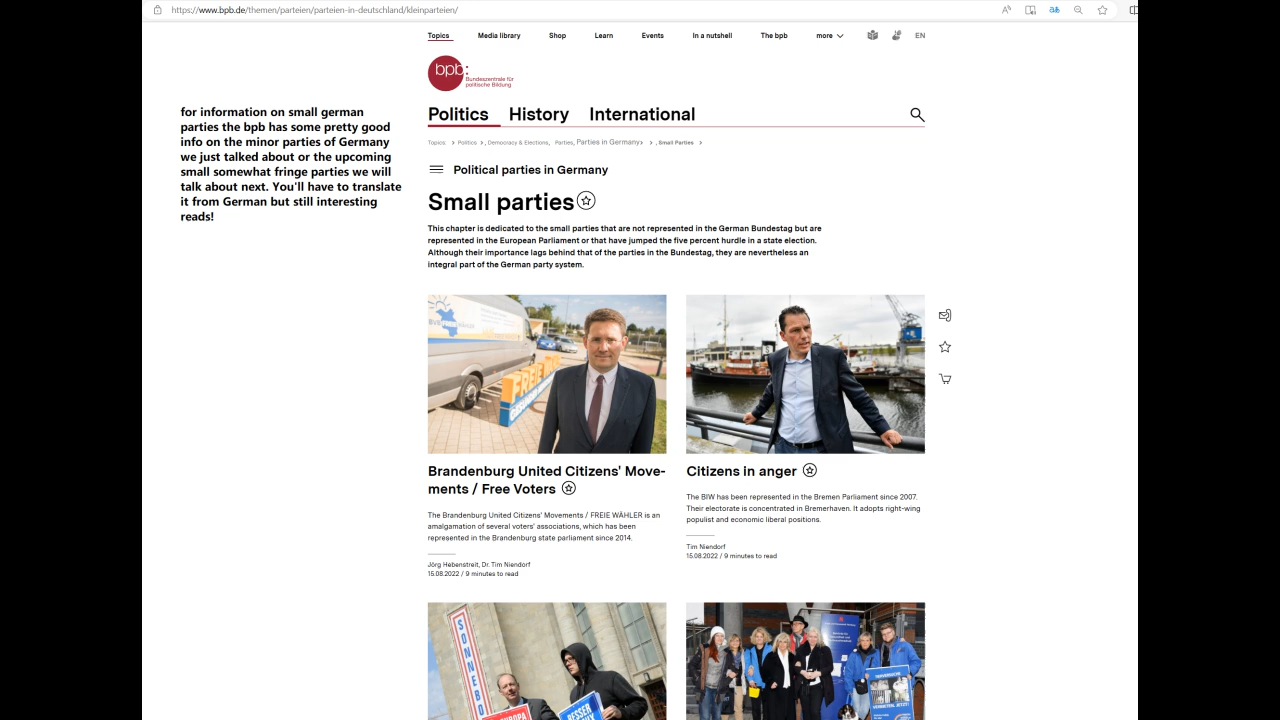 https://www.bpb.de/themen/parteien/parteien-in-deutschland/kleinparteien/
Topics Media library Shop Learn Events In a nutshell The bpb more EN
bpb:
Bundeszentrale für
politische Bildung
for information on small german
parties the bpb has some pretty good
info on the minor parties of Germany
we just talked about or the upcoming
small somewhat fringe parties we will
talk about next. You'll have to translate
it from German but still interesting
reads!
Politics History International
Topics > Politics > , Democracy & Elections, Parties, Parties in Germany> > , Small Parties >
Political parties in Germany
Small parties
This chapter is dedicated to the small parties that are not represented in the German Bundestag but are
represented in the European Parliament or that have jumped the five percent hurdle in a state election.
Although their importance lags behind that of the parties in the Bundestag, they are nevertheless an
integral part of the German party system.
Brandenburg United Citizens' Move-
ments / Free Voters
The Brandenburg United Citizens' Movements / FREIE WÄHLER is an
amalgamation of several voters' associations, which has been
represented in the Brandenburg state parliament since 2014.
Jörg Hebenstreit, Dr. Tim Niendorf
15.08.2022 / 9 minutes to read
Citizens in anger
The BIW has been represented in the Bremen Parliament since 2007.
Their electorate is concentrated in Bremerhaven. It adopts right-wing
populist and economic liberal positions.
Tim Niendorf
15.08.2022 / 9 minutes to read
SONNEBO